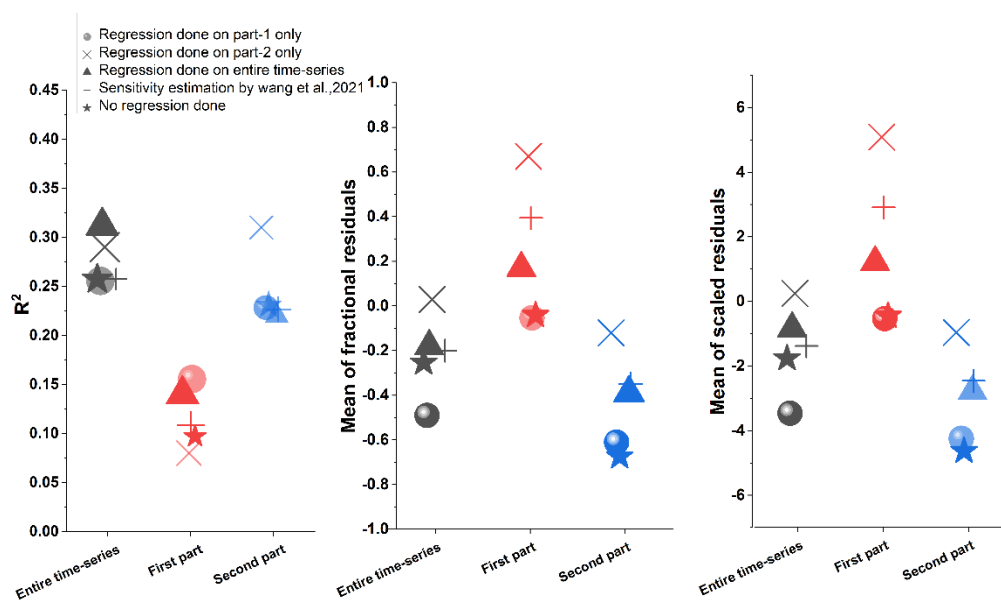 Regression done on part-1 only
Regression done on part-2 only
Regression done on entire time-series
Sensitivity estimation by wang et al.,2021
No regression done
R2
0.45
0.40
0.35
0.30
0.25
0.20
0.15
0.10
0.05
0.00
Entire time-series
First part
Second part
Mean of fractional residuals
1.0
0.8
0.6
0.4
0.2
0.0
-0.2
-0.4
-0.6
-0.8
-1.0
Entire time-series
First part
Second part
Mean of scaled residuals
6
4
2
0
-2
-4
-6
Entire time-series
First part
Second part